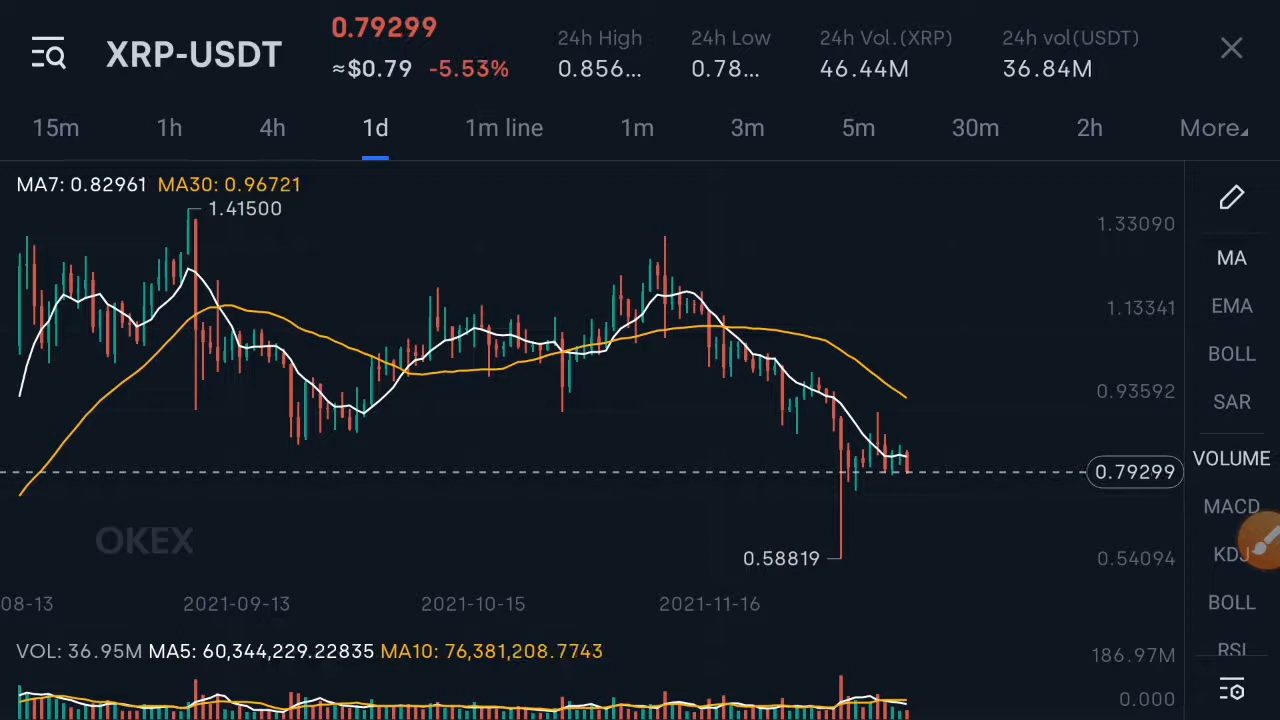 XRP-USDT
0.79299
≈$0.79 -5.53%
24h High
0.856...
24h Low
0.78...
24h Vol.(XRP)
46.44M
24h vol(USDT)
36.84M
15m 1h 4h 1d 1m line 1m 3m 5m 30m 2h More
MA7: 0.82961 MA30: 0.96721
1.41500
1.33090
1.13341
0.93592
0.79299
0.58819
0.54094
OKEX
08-13 2021-09-13 2021-10-15 2021-11-16
VOL: 36.95M MA5: 60,344,229.22835 MA10: 76,381,208.7743
186.97M
0.000
MA
EMA
BOLL
SAR
VOLUME
MACD
KDJ
BOLL
RSI